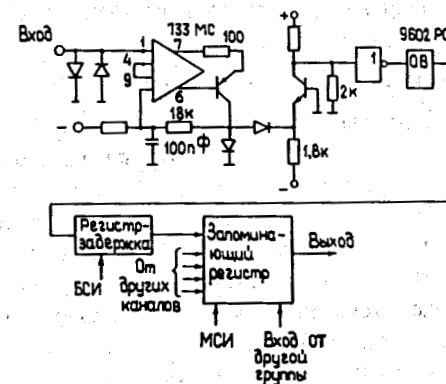 Вход
1
4
9
7
6
733 МС
100
18к
100пФ
+
-
-
2к
1,8к
1
9602 РС
ОВ
Регистр-
задержка
БСИ
От
других
каналов
Запомина-
ющий
регистр
МСИ
Вход от
другой
группы
Выход